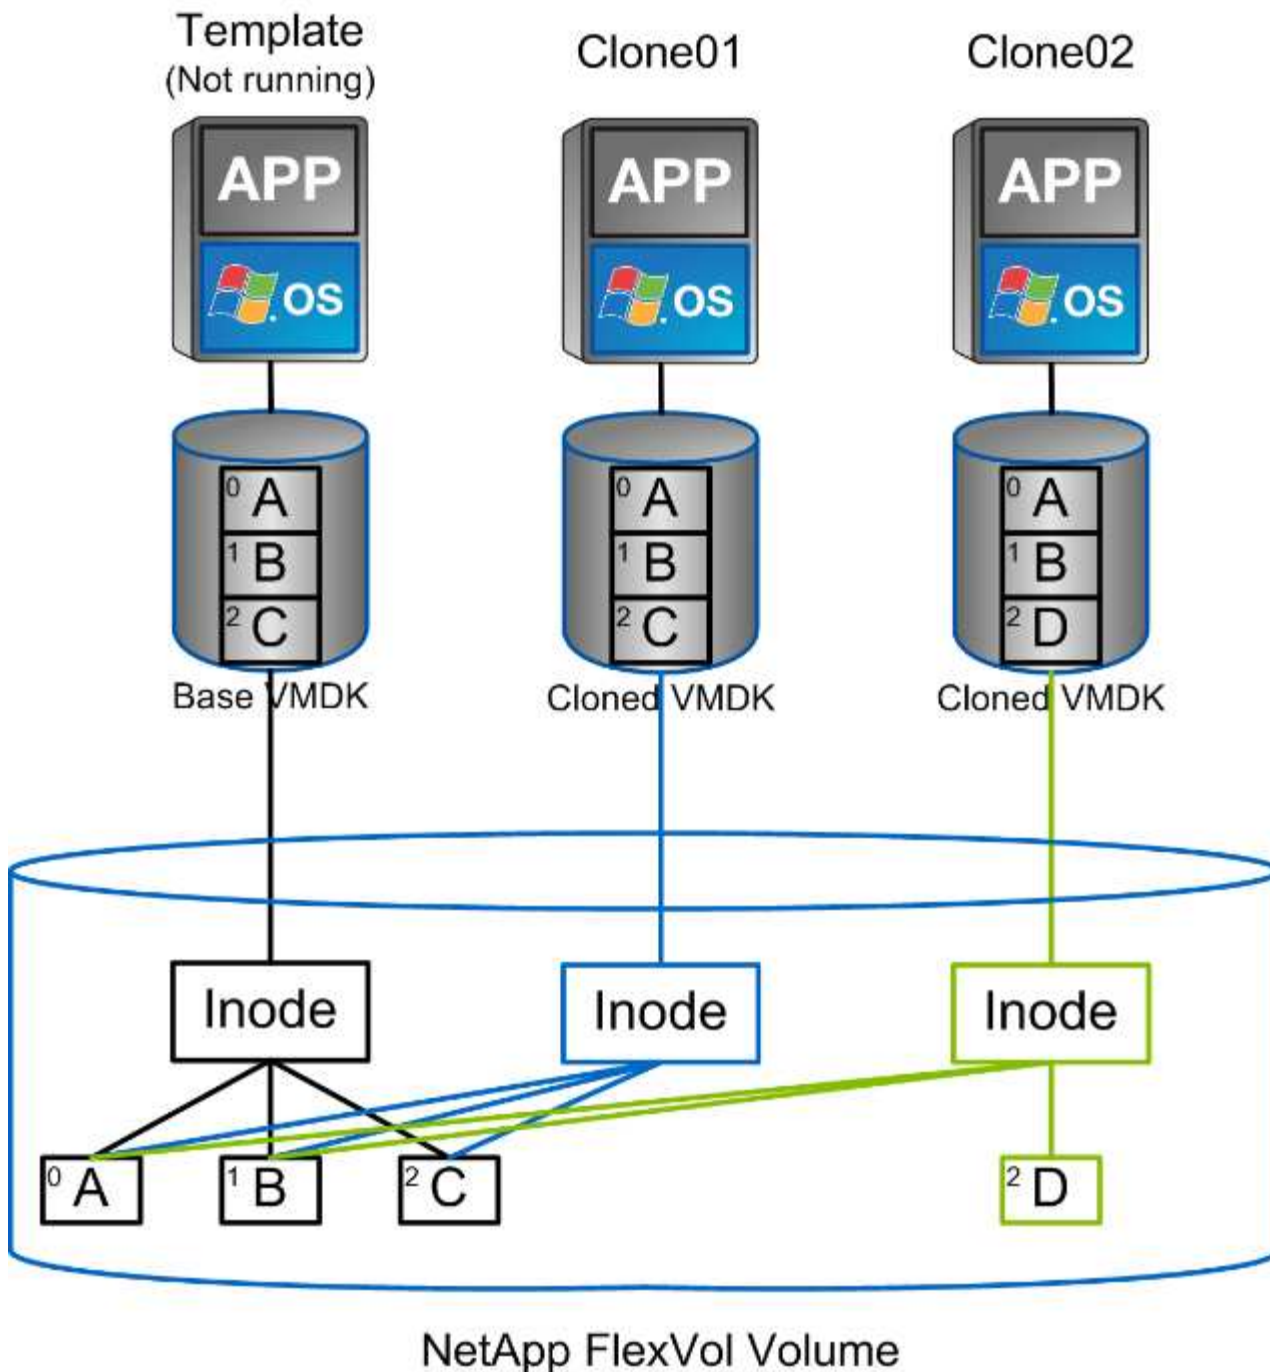 Template
(Not running)
Clone01
Clone02
APP
APP
APP
OS
OS
OS
0 A
1 B
2 C
0 A
1 B
2 C
0 A
1 B
2 D
Base VMDK
Cloned VMDK
Cloned VMDK
Inode
Inode
Inode
0 A
1 B
2 C
2 D
NetApp FlexVol Volume